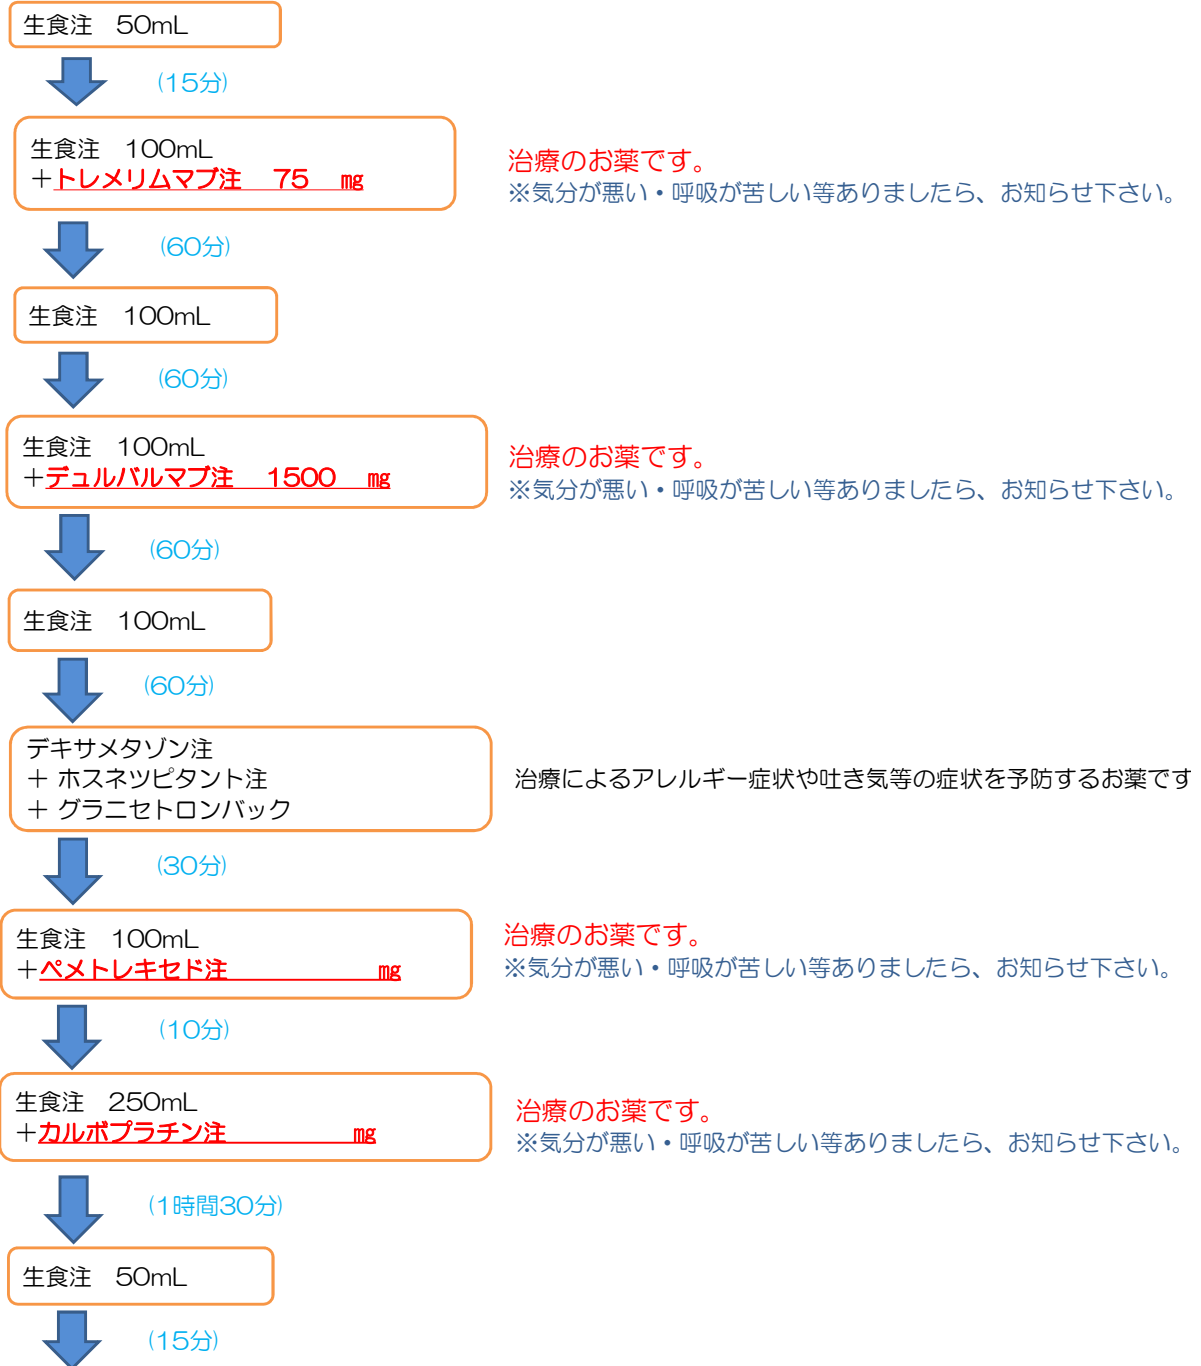 生食注　50mL
(15分)
生食注　100mL
＋トレメリムマブ注　75　㎎
治療のお薬です。
※気分が悪い・呼吸が苦しい等ありましたら、お知らせ下さい。
(60分)
生食注　100mL
(60分)
生食注　100mL
＋デュルバルマブ注　1500　㎎
治療のお薬です。
※気分が悪い・呼吸が苦しい等ありましたら、お知らせ下さい。
(60分)
生食注　100mL
(60分)
デキサメタゾン注
＋ ホスネツピタント注
＋ グラニセトロンバック
治療によるアレルギー症状や吐き気等の症状を予防するお薬です
(30分)
生食注　100mL
＋ペメトレキセド注　　　　　　㎎
治療のお薬です。
※気分が悪い・呼吸が苦しい等ありましたら、お知らせ下さい。
(10分)
生食注　250mL
＋カルボプラチン注　　　　　㎎
治療のお薬です。
※気分が悪い・呼吸が苦しい等ありましたら、お知らせ下さい。
(1時間30分)
生食注　50mL
(15分)